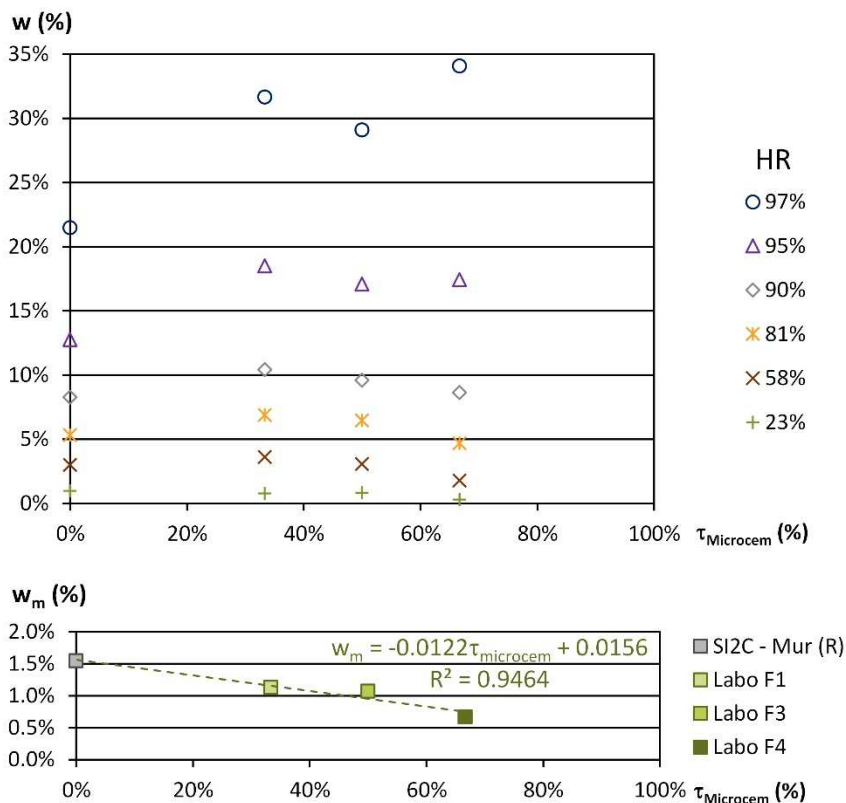 w (%)
35%
30%
25%
20%
15%
10%
5%
0%
0% 20% 40% 60% 80% 100% τMicrocem (%)
HR
97%
95%
90%
81%
58%
23%
wm (%)
2.0%
1.5%
1.0%
0.5%
0.0%
wm = -0.0122τmicrocem + 0.0156
R² = 0.9464
0% 20% 40% 60% 80% 100% τMicrocem (%)
SI2C - Mur (R)
Labo F1
Labo F3
Labo F4